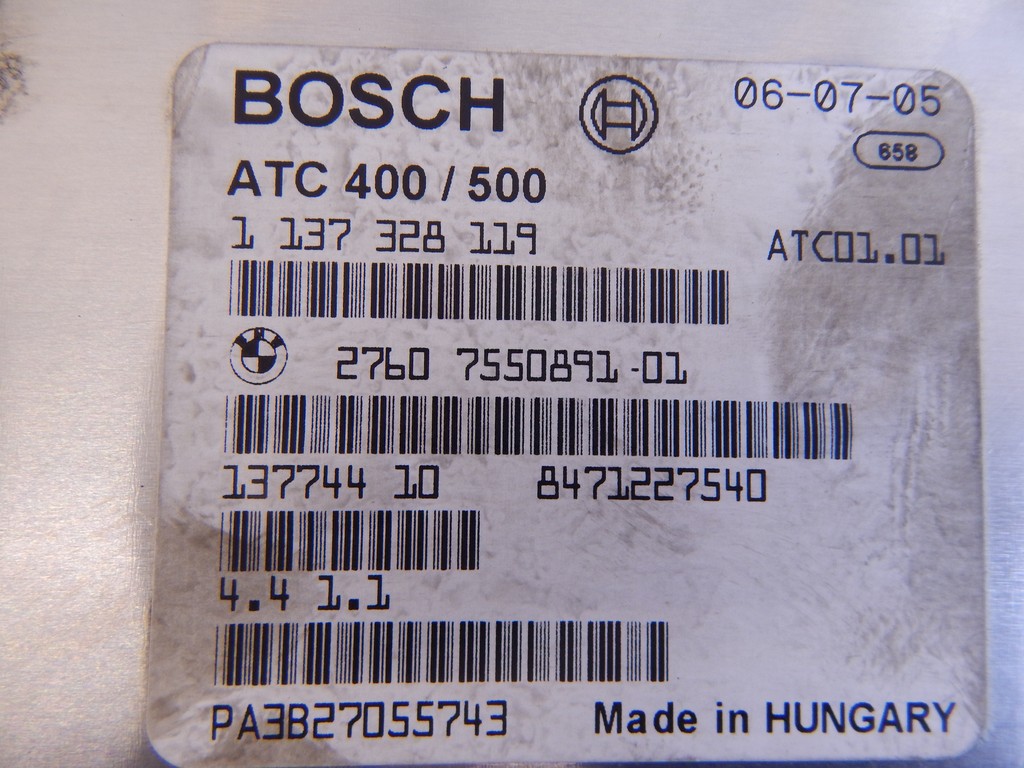 BOSCH 06-07-05
658
ATC 400 / 500
1 137 328 119 ATC01.01
BMW 2760 7550891-01
137744 10 8471227540
4.4 1.1
PA3B27055743 Made in HUNGARY